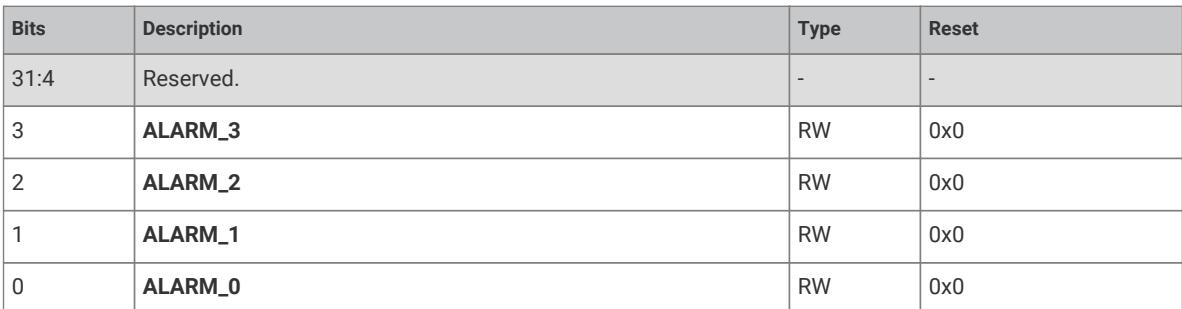 Bits Description Type Reset
31:4 Reserved. - -
3 ALARM_3 RW 0x0
2 ALARM_2 RW 0x0
1 ALARM_1 RW 0x0
0 ALARM_0 RW 0x0